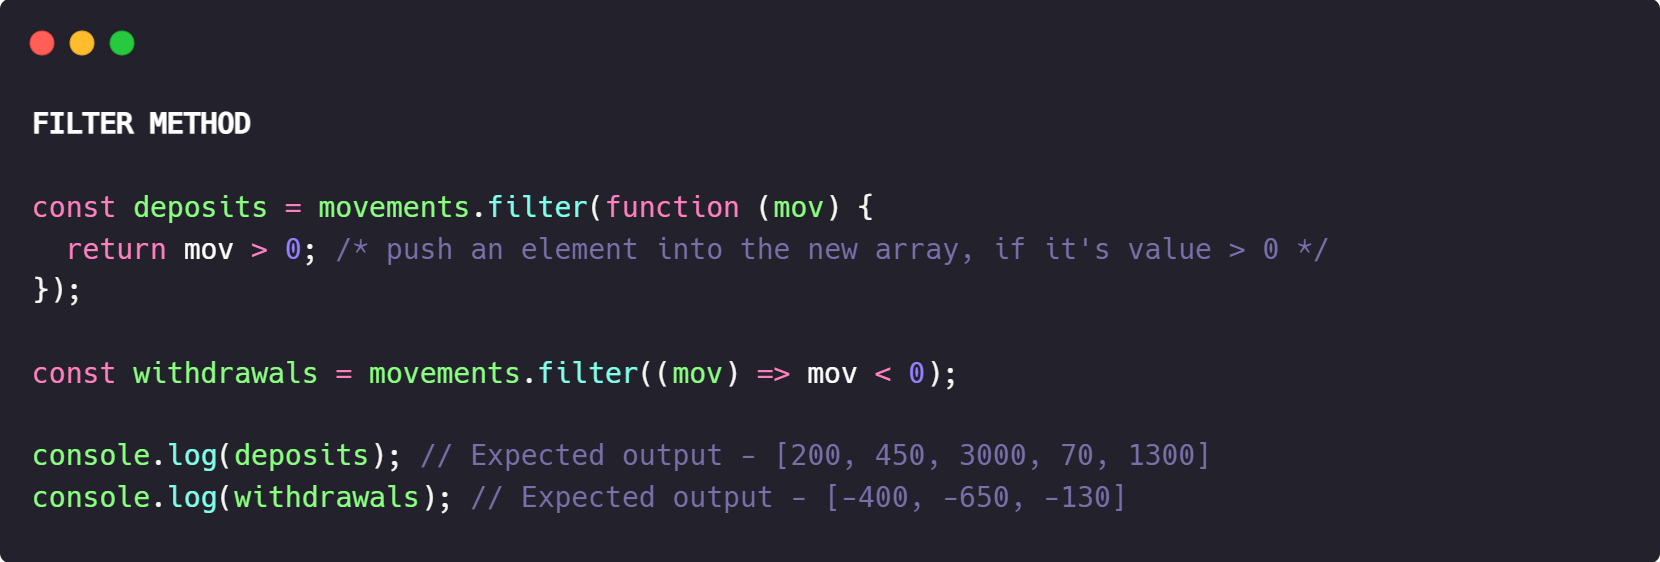 FILTER METHOD
const deposits = movements.filter(function (mov) {
  return mov > 0; /* push an element into the new array, if it's value > 0 */
});
const withdrawals = movements.filter((mov) => mov < 0);
console.log(deposits); // Expected output - [200, 450, 3000, 70, 1300]
console.log(withdrawals); // Expected output - [-400, -650, -130]